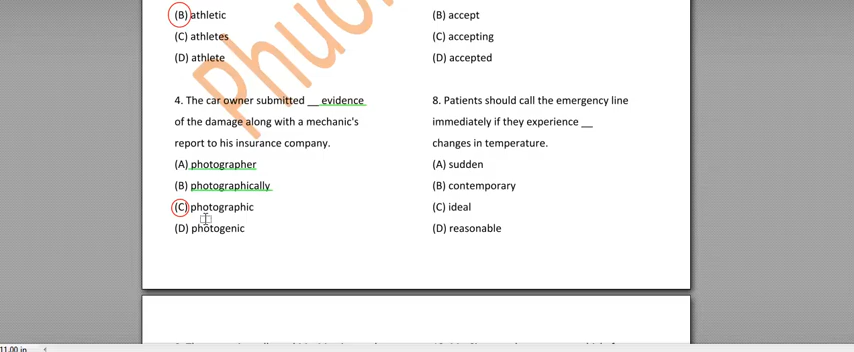 (B) athletic
(C) athletes
(D) athlete
4. The car owner submitted __ evidence
of the damage along with a mechanic's
report to his insurance company.
(A) photographer
(B) photographically
(C) photographic
(D) photogenic
(B) accept
(C) accepting
(D) accepted
8. Patients should call the emergency line
immediately if they experience __
changes in temperature.
(A) sudden
(B) contemporary
(C) ideal
(D) reasonable
11.00 in